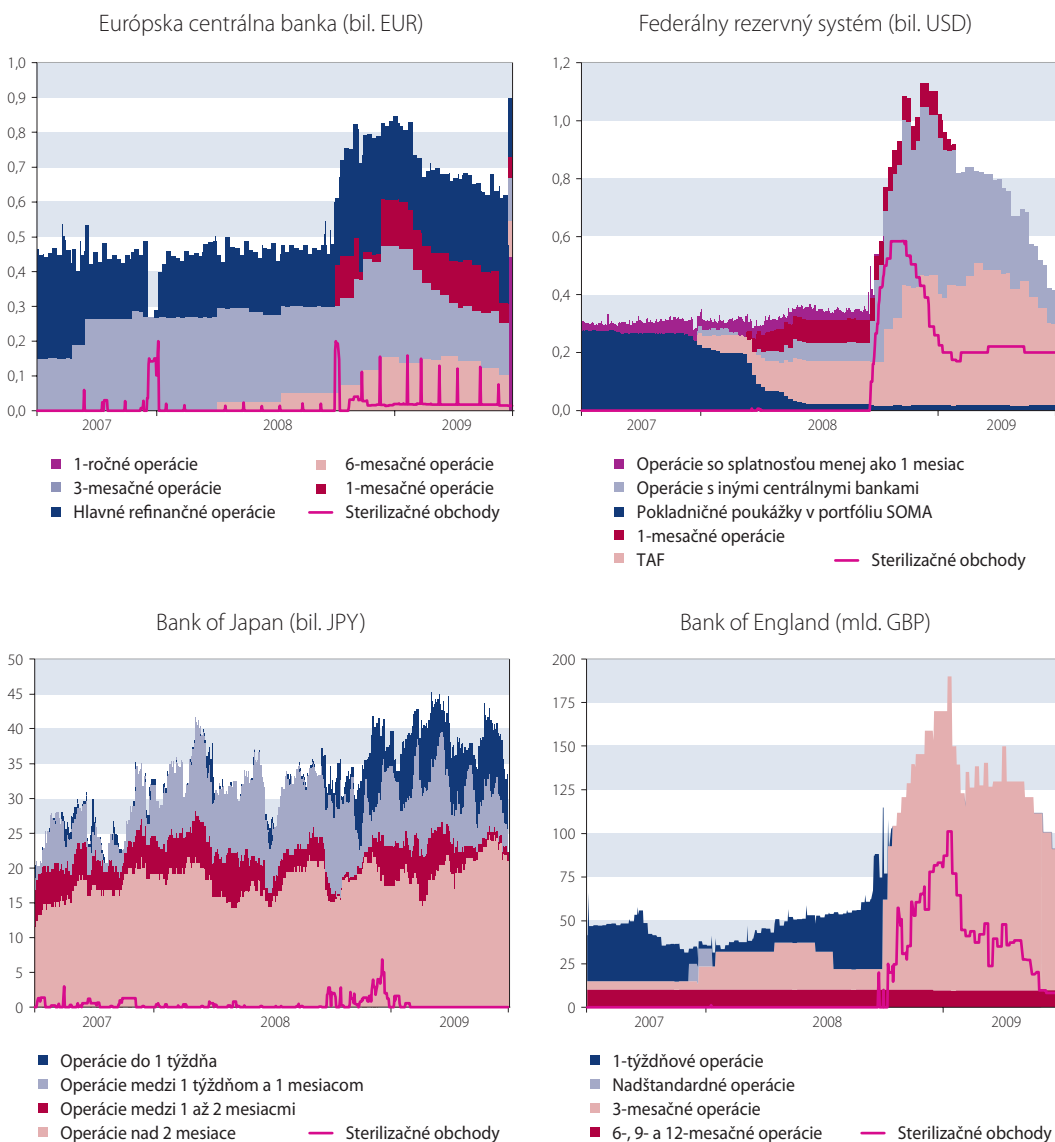 Európska centrálna banka (bil. EUR)
1,0
0,9
0,8
0,7
0,6
0,5
0,4
0,3
0,2
0,1
0,0
2007 2008 2009
1-ročné operácie
3-mesačné operácie
Hlavné refinančné operácie
6-mesačné operácie
1-mesačné operácie
Sterilizačné obchody
Federálny rezervný systém (bil. USD)
1,2
1,0
0,8
0,6
0,4
0,2
0,0
2007 2008 2009
Operácie so splatnosťou menej ako 1 mesiac
Operácie s inými centrálnymi bankami
Pokladničné poukážky v portfóliu SOMA
1-mesačné operácie
TAF
Sterilizačné obchody
Bank of Japan (bil. JPY)
50
45
40
35
30
25
20
15
10
5
0
2007 2008 2009
Operácie do 1 týždňa
Operácie medzi 1 týždňom a 1 mesiacom
Operácie medzi 1 až 2 mesiacmi
Operácie nad 2 mesiace
Sterilizačné obchody
Bank of England (mld. GBP)
200
175
150
125
100
75
50
25
0
2007 2008 2009
1-týždňové operácie
Nadštandardné operácie
3-mesačné operácie
6-, 9- a 12-mesačné operácie
Sterilizačné obchody